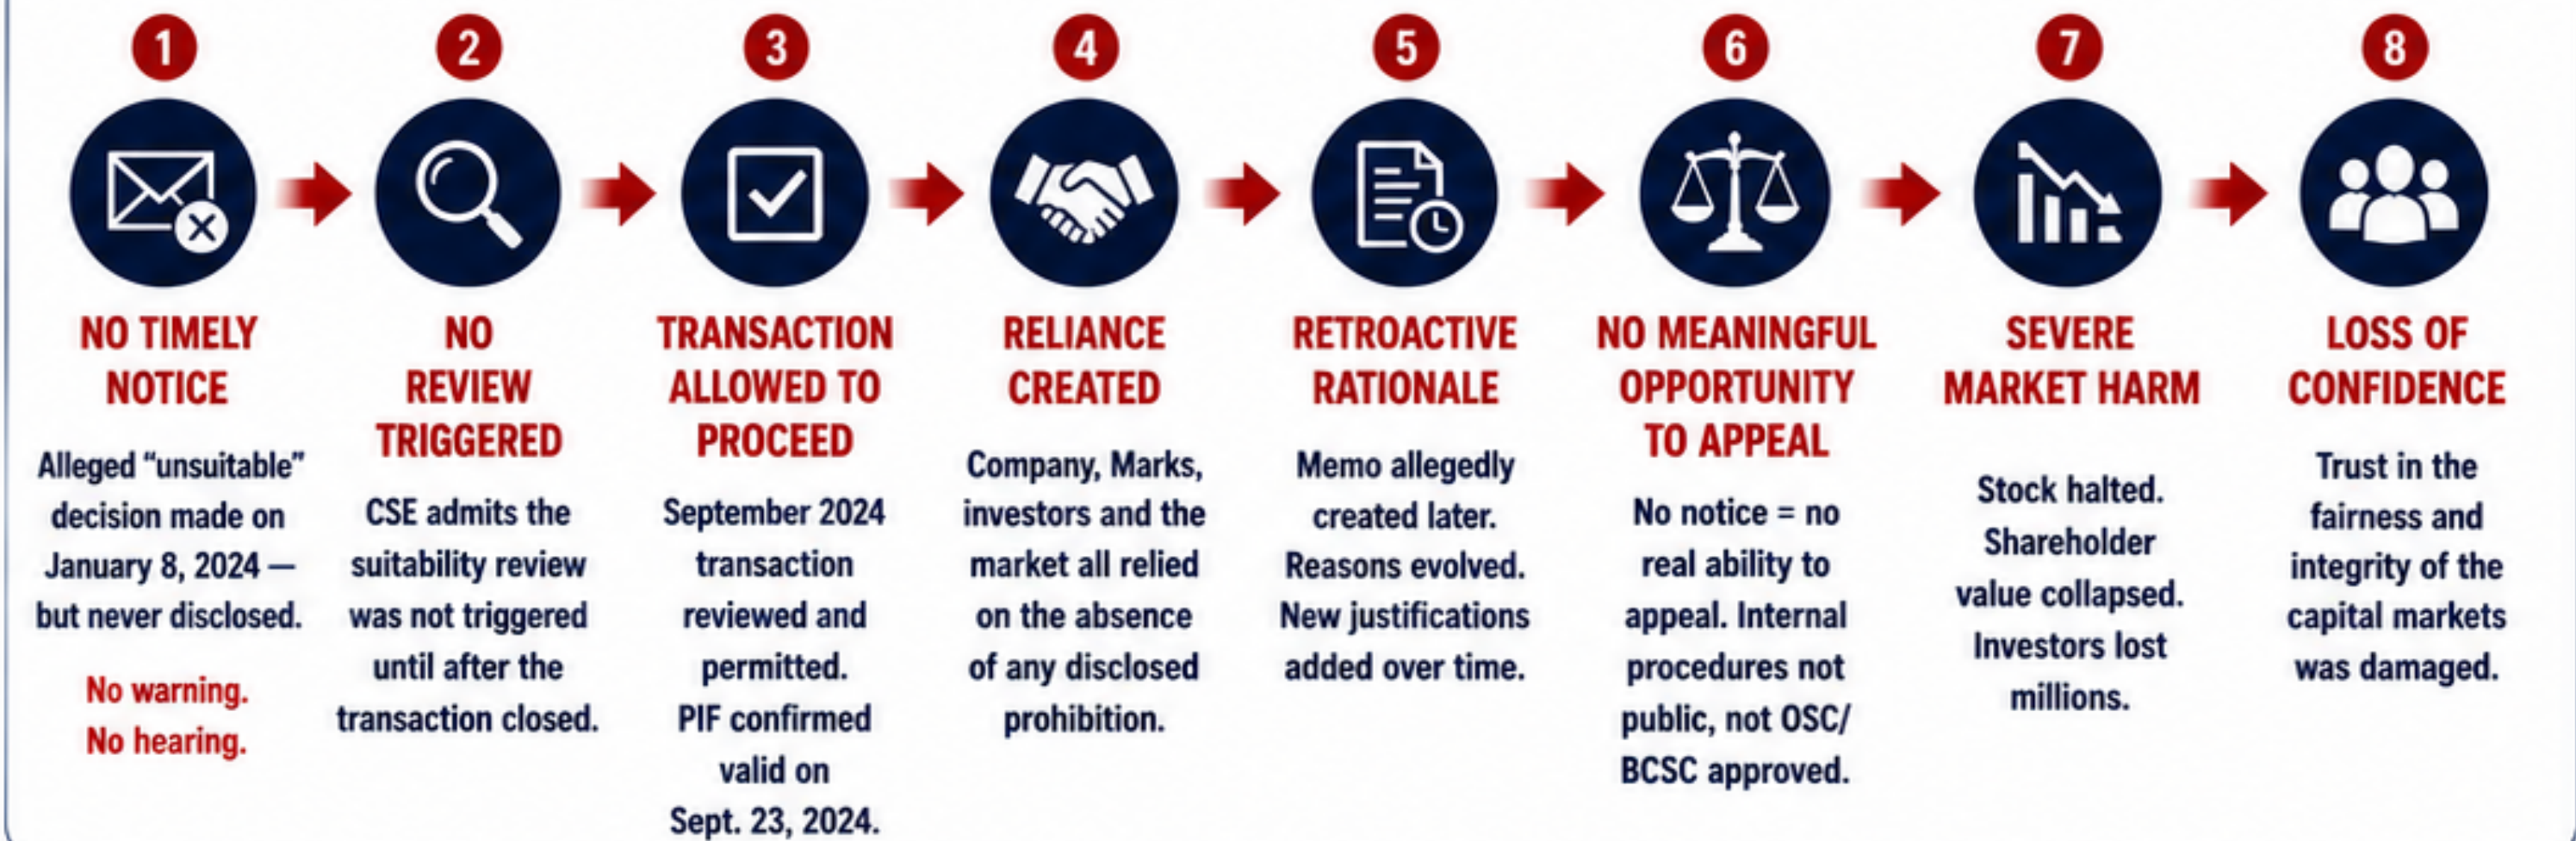 1
NO TIMELY
NOTICE
Alleged “unsuitable”
decision made on
January 8, 2024 —
but never disclosed.
No warning.
No hearing.
2
NO
REVIEW
TRIGGERED
CSE admits the
suitability review
was not triggered
until after the
transaction closed.
3
TRANSACTION
ALLOWED TO
PROCEED
September 2024
transaction
reviewed and
permitted.
PIF confirmed
valid on
Sept. 23, 2024.
4
RELIANCE
CREATED
Company, Marks,
investors and the
market all relied
on the absence
of any disclosed
prohibition.
5
RETROACTIVE
RATIONALE
Memo allegedly
created later.
Reasons evolved.
New justifications
added over time.
6
NO MEANINGFUL
OPPORTUNITY
TO APPEAL
No notice = no
real ability to
appeal. Internal
procedures not
public, not OSC/
BCSC approved.
7
SEVERE
MARKET HARM
Stock halted.
Shareholder
value collapsed.
Investors lost
millions.
8
LOSS OF
CONFIDENCE
Trust in the
fairness and
integrity of the
capital markets
was damaged.